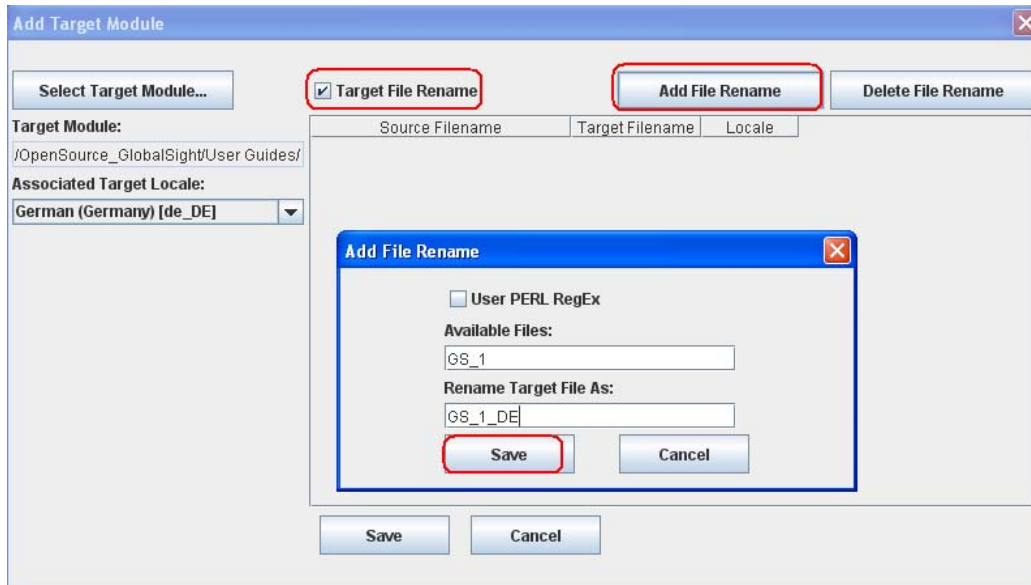 Add Target Module
Select Target Module...
Target File Rename
Add File Rename
Delete File Rename
Target Module:
/OpenSource_GlobalSight/User Guides/
Associated Target Locale:
German (Germany) [de_DE]
Source Filename
Target Filename
Locale
Add File Rename
User PERL RegEx
Available Files:
GS_1
Rename Target File As:
GS_1_DE
Save
Cancel
Save
Cancel